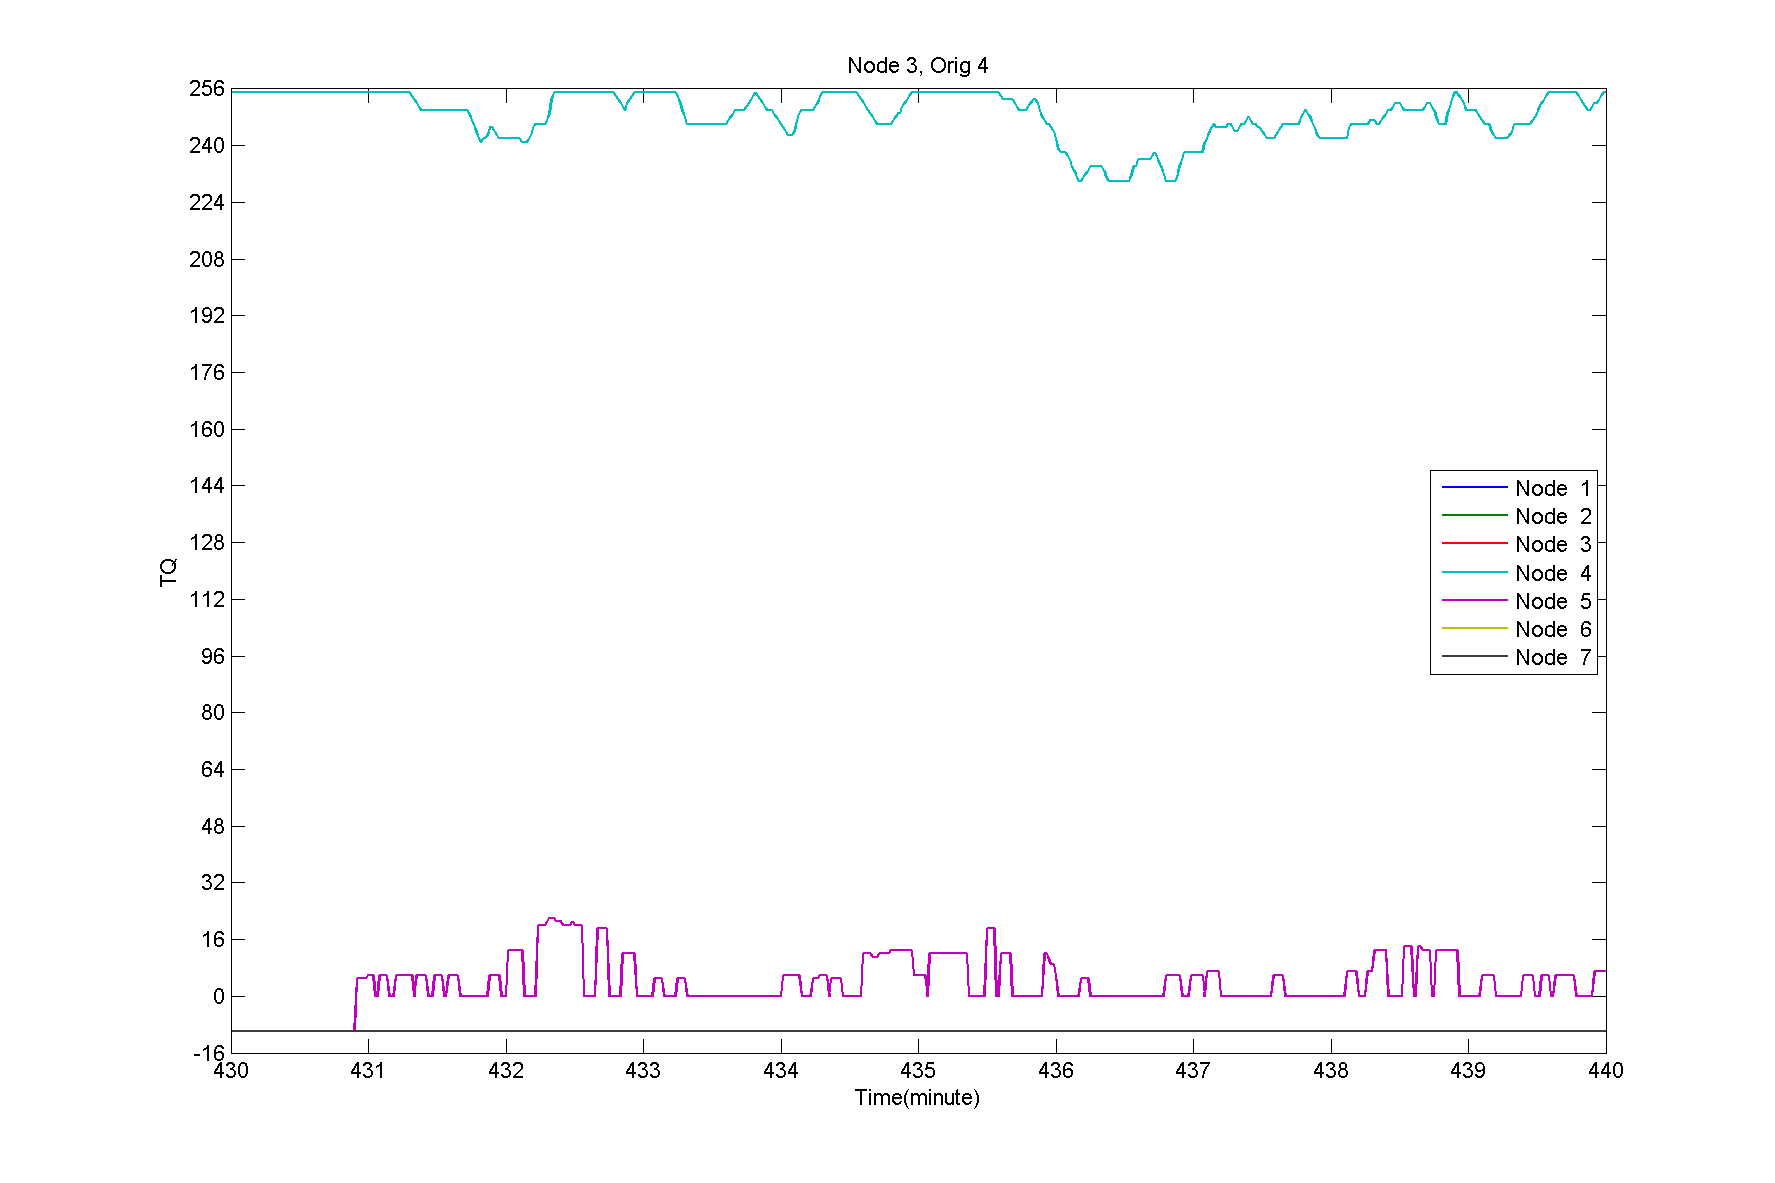 Node 3, Orig 4
256
240
224
208
192
176
160
144
128
112
96
80
64
48
32
16
0
-16
TQ
Node 1
Node 2
Node 3
Node 4
Node 5
Node 6
Node 7
430 431 432 433 434 435 436 437 438 439 440
Time(minute)